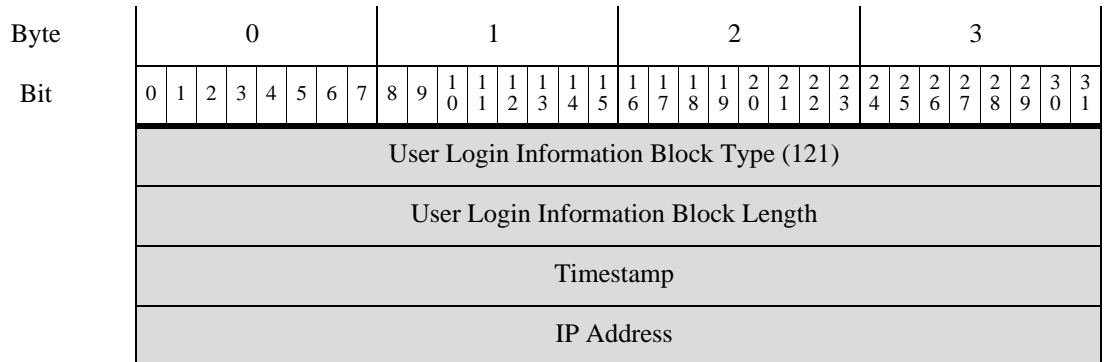 Byte 0 1 2 3
Bit 0 1 2 3 4 5 6 7 8 9 10 11 12 13 14 15 16 17 18 19 20 21 22 23 24 25 26 27 28 29 30 31
User Login Information Block Type (121)
User Login Information Block Length
Timestamp
IP Address